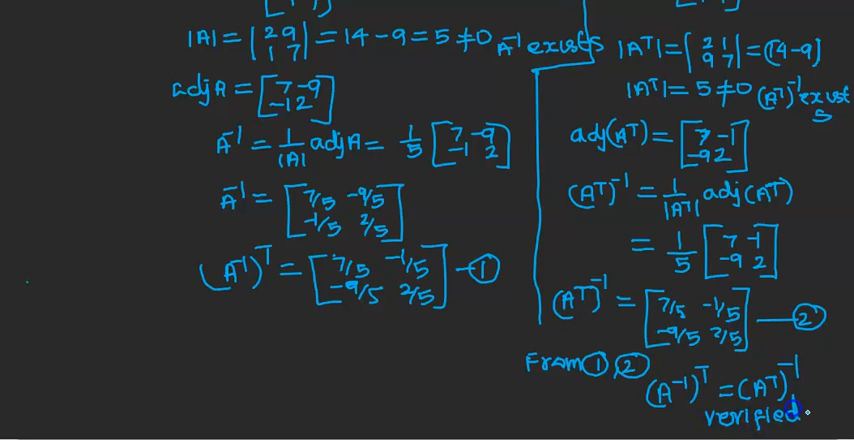 |A| = |2 9 1 7| = 14 - 9 = 5 ≠ 0 A⁻¹ exists
adj A = [7 -9 -1 2]
A⁻¹ = 1/|A| adj A = 1/5 [7 -9 -1 2]
A⁻¹ = [7/5 -9/5 -1/5 2/5]
(A⁻¹)ᵀ = [7/5 -1/5 -9/5 2/5] — ①
|Aᵀ| = |2 1 9 7| = (14-9)
|Aᵀ| = 5 ≠ 0 (Aᵀ)⁻¹ exist
s
adj(Aᵀ) = [7 -1 -9 2]
(Aᵀ)⁻¹ = 1/|Aᵀ| adj(Aᵀ)
= 1/5 [7 -1 -9 2]
(Aᵀ)⁻¹ = [7/5 -1/5 -9/5 2/5] — ②
From ①, ②
(A⁻¹)ᵀ = (Aᵀ)⁻¹
verified